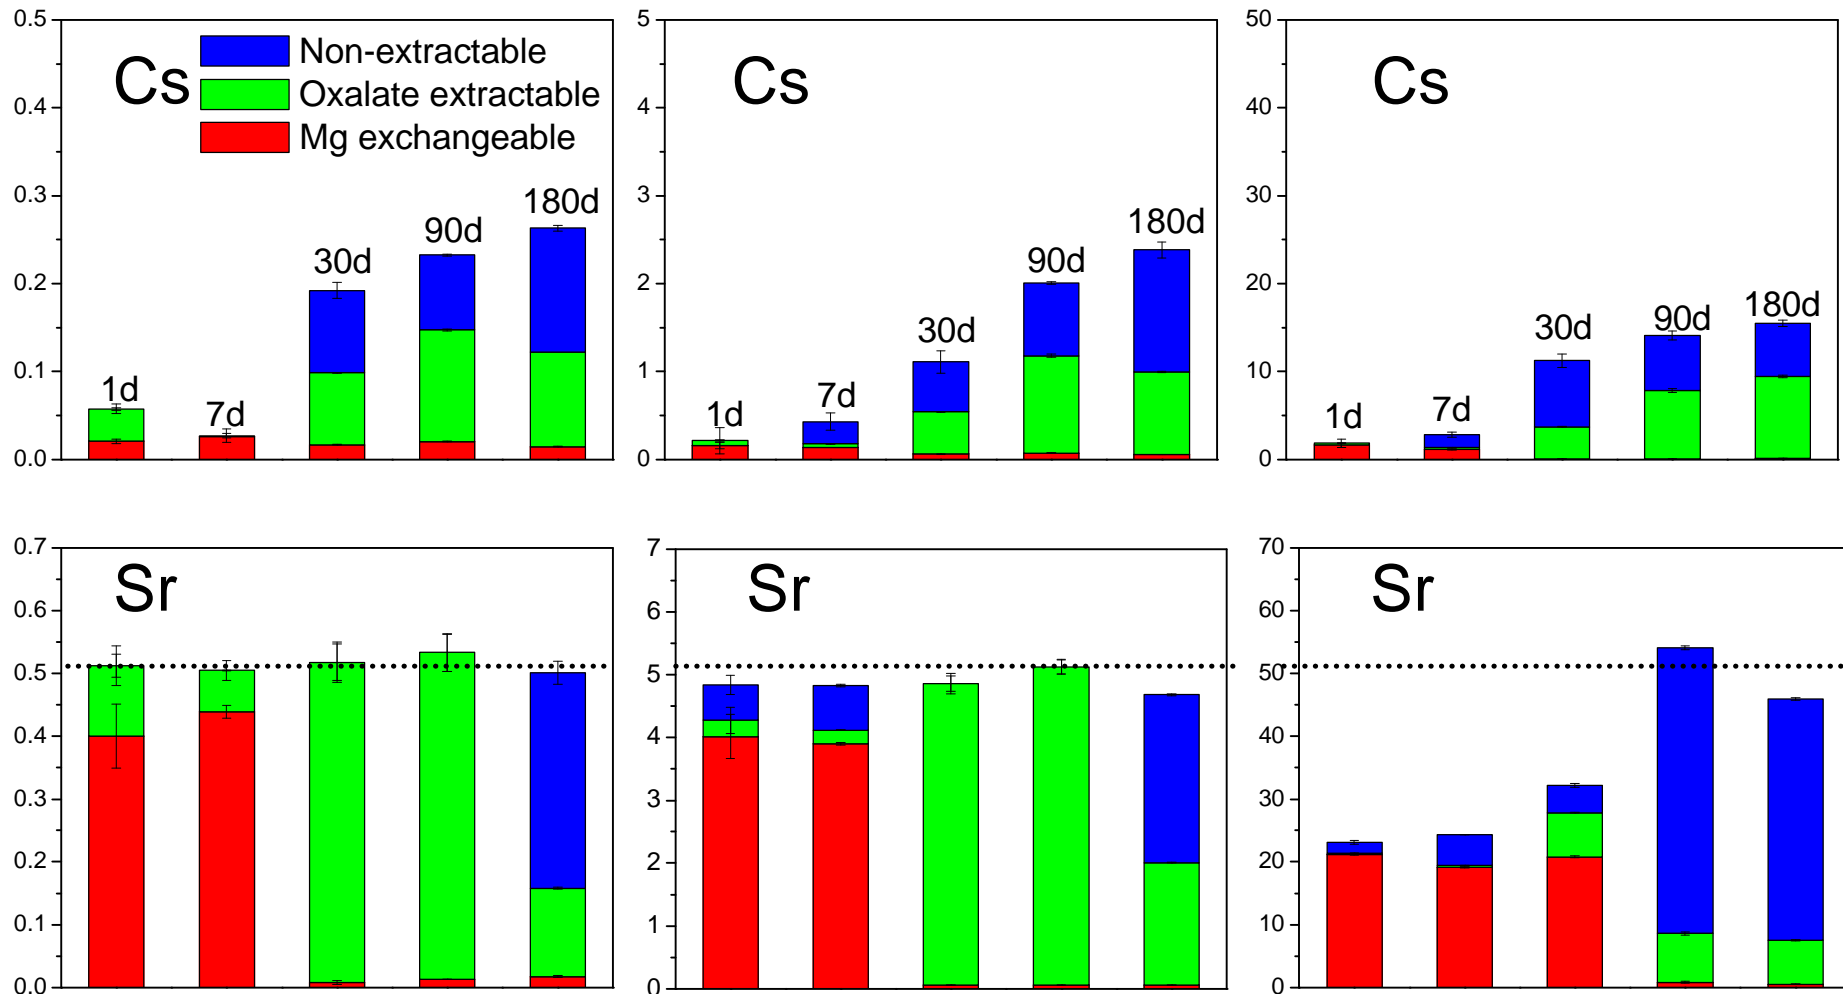 0.5
0.4
0.3
0.2
0.1
0.0
Cs
Non-extractable
Oxalate extractable
Mg exchangeable
1d
7d
30d
90d
180d
5
4
3
2
1
0
Cs
1d
7d
30d
90d
180d
50
40
30
20
10
0
Cs
1d
7d
30d
90d
180d
0.7
0.6
0.5
0.4
0.3
0.2
0.1
0.0
Sr
7
6
5
4
3
2
1
0
Sr
70
60
50
40
30
20
10
0
Sr